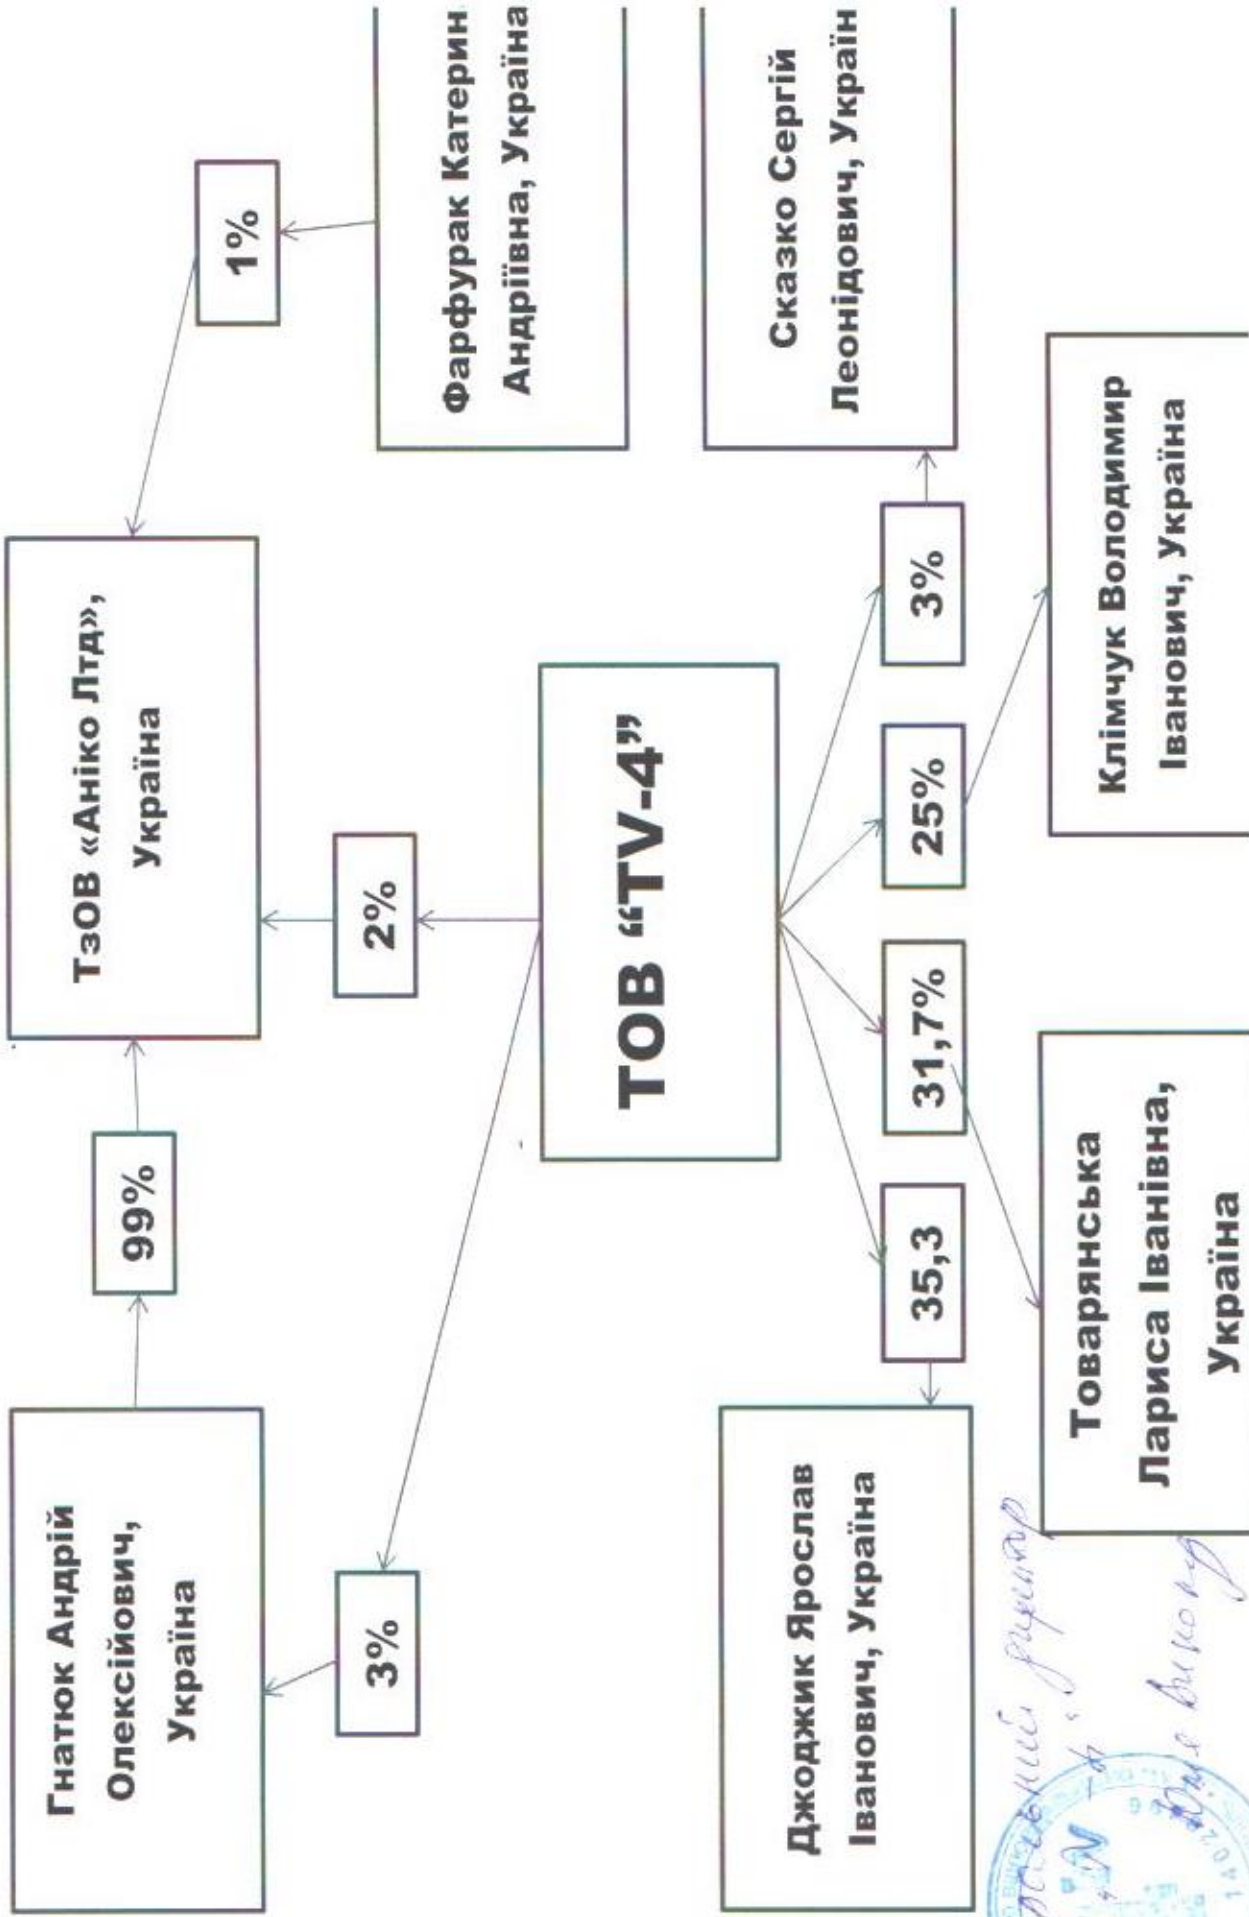 Гнатюк Андрій
Олексійович,
Україна
99%
ТзОВ «Аніко Лтд»,
Україна
1%
3%
2%
Фарфурак Катерин
Андріївна, Україна
ТОВ “TV-4”
Джоджик Ярослав
Іванович, Україна
35,3
31,7%
25%
3%
Сказко Сергій
Леонідович, Україн
Товарянська
Лариса Іванівна,
Україна
Клімчук Володимир
Іванович, Україна